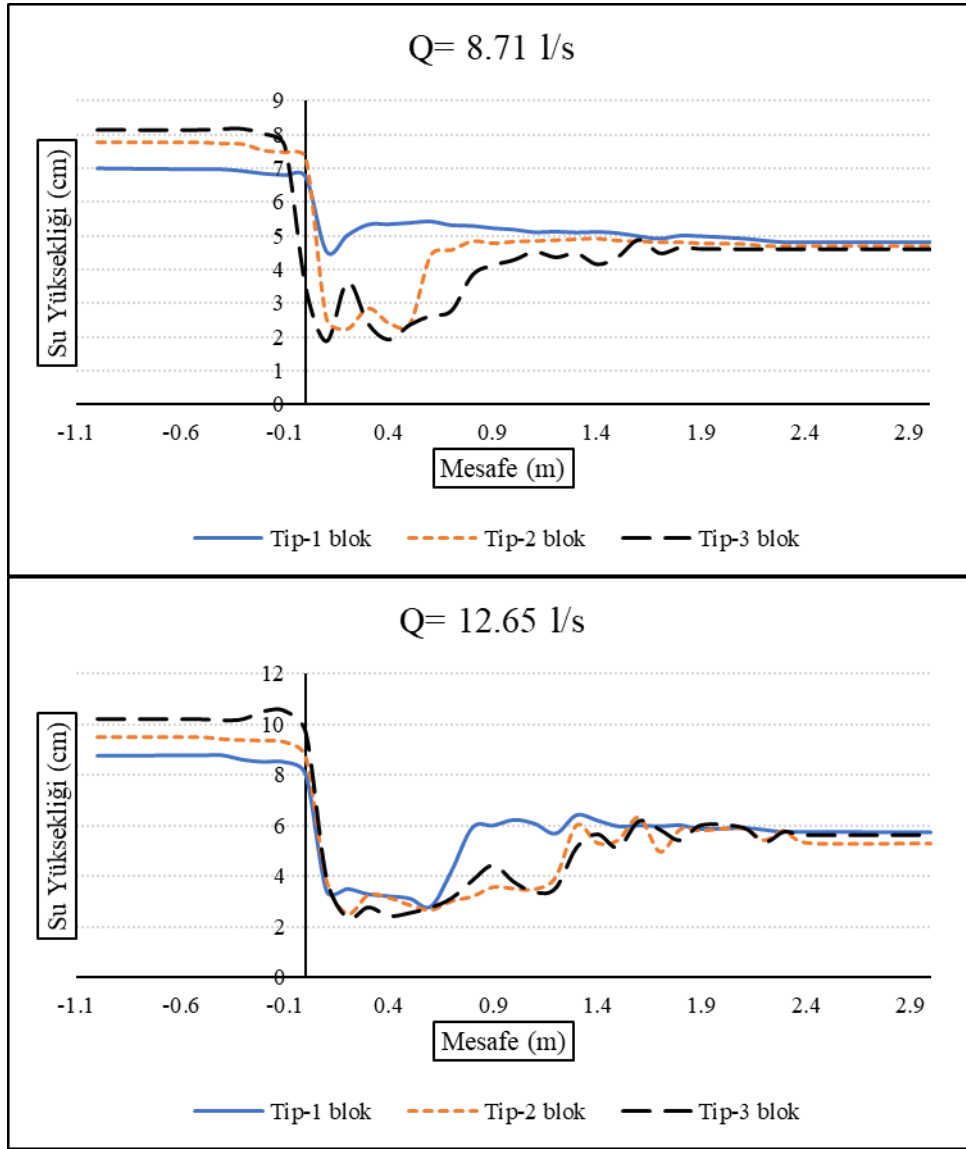 Q= 8.71 l/s
9
8
7
6
5
4
3
2
1
0
Su Yüksekliği (cm)
-1.1 -0.6 -0.1 0.4 0.9 1.4 1.9 2.4 2.9
Mesafe (m)
Tip-1 blok Tip-2 blok Tip-3 blok
Q= 12.65 l/s
12
10
8
6
4
2
0
Su Yüksekliği (cm)
-1.1 -0.6 -0.1 0.4 0.9 1.4 1.9 2.4 2.9
Mesafe (m)
Tip-1 blok Tip-2 blok Tip-3 blok